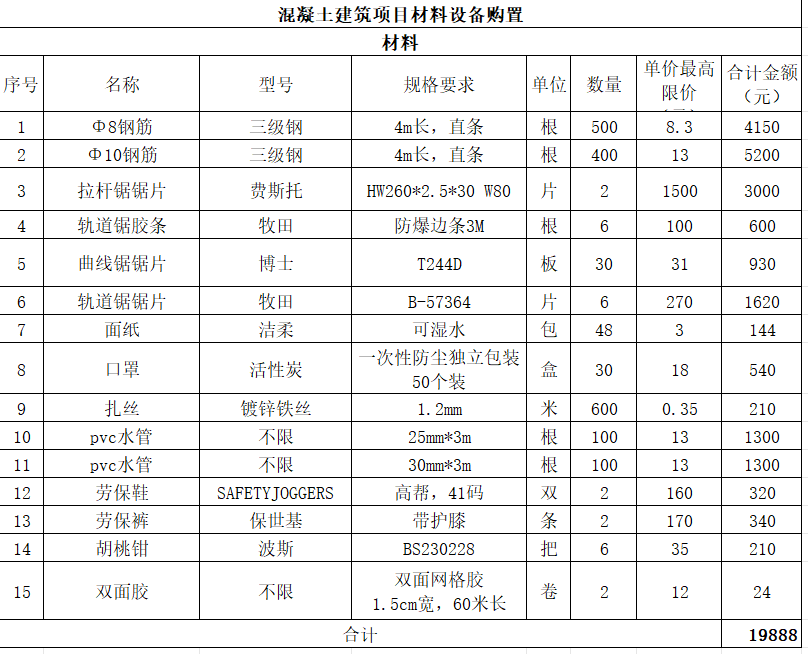 混凝土建筑项目材料设备购置
材料
序号 名称 型号 规格要求 单位 数量 单价最高限价 合计金额（元）
1 Φ8钢筋 三级钢 4m长，直条 根 500 8.3 4150
2 Φ10钢筋 三级钢 4m长，直条 根 400 13 5200
3 拉杆锯锯片 费斯托 HW260*2.5*30 W80 片 2 1500 3000
4 轨道锯胶条 牧田 防爆边条3M 根 6 100 600
5 曲线锯锯片 博士 T244D 板 30 31 930
6 轨道锯锯片 牧田 B-57364 片 6 270 1620
7 面纸 洁柔 可湿水 包 48 3 144
8 口罩 活性炭 一次性防尘独立包装50个装 盒 30 18 540
9 扎丝 镀锌铁丝 1.2mm 米 600 0.35 210
10 pvc水管 不限 25mm*3m 根 100 13 1300
11 pvc水管 不限 30mm*3m 根 100 13 1300
12 劳保鞋 SAFETYJOGGERS 高帮，41码 双 2 160 320
13 劳保裤 保世基 带护膝 条 2 170 340
14 胡桃钳 波斯 BS230228 把 6 35 210
15 双面胶 不限 双面网格胶 1.5cm宽，60米长 卷 2 12 24
合计 19888